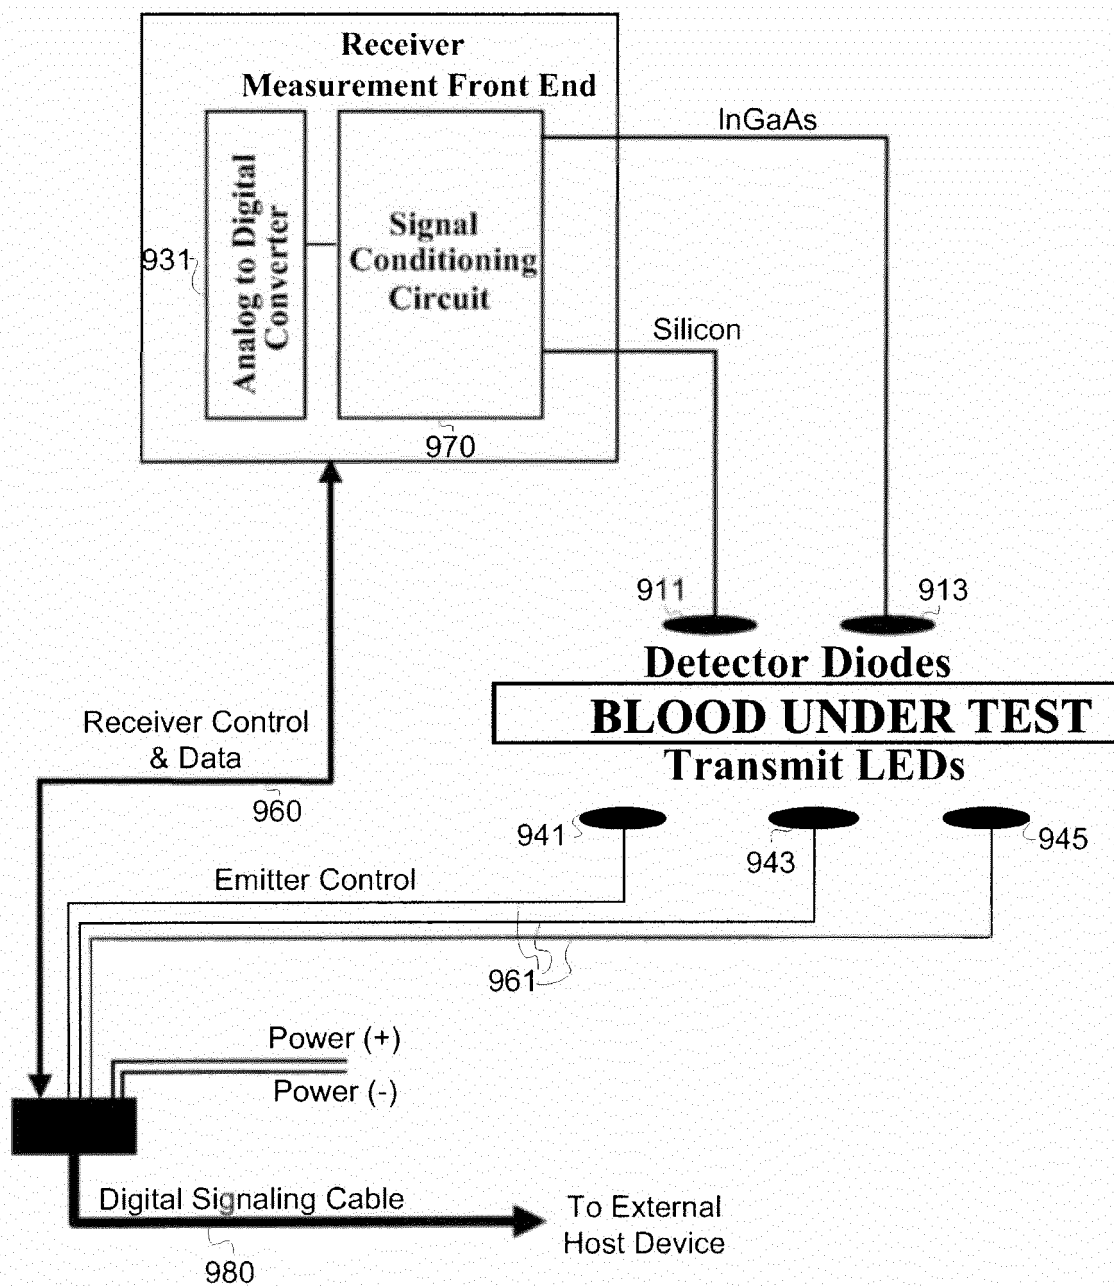 Receiver
Measurement Front End
InGaAs
Analog to Digital
Converter
Signal
Conditioning
Circuit
931
Silicon
970
911
913
Detector Diodes
BLOOD UNDER TEST
Transmit LEDs
Receiver Control
& Data
960
941
943
945
Emitter Control
961
Power (+)
Power (-)
Digital Signaling Cable
To External
Host Device
980